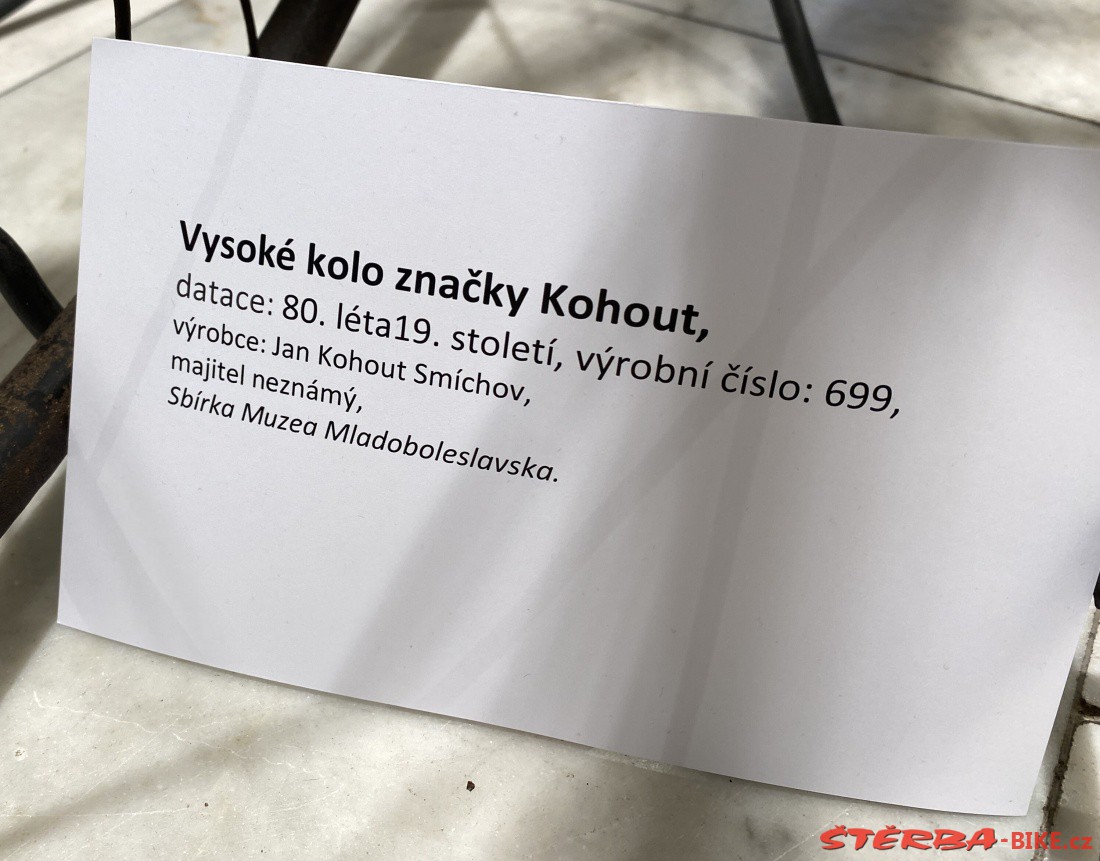 Vysoké kolo značky Kohout,
datace: 80. léta19. století, výrobní číslo: 699,
výrobce: Jan Kohout Smíchov,
majitel neznámý,
Sbírka Muzea Mladoboleslavska.
ŠTĚRBA-BIKE.cz